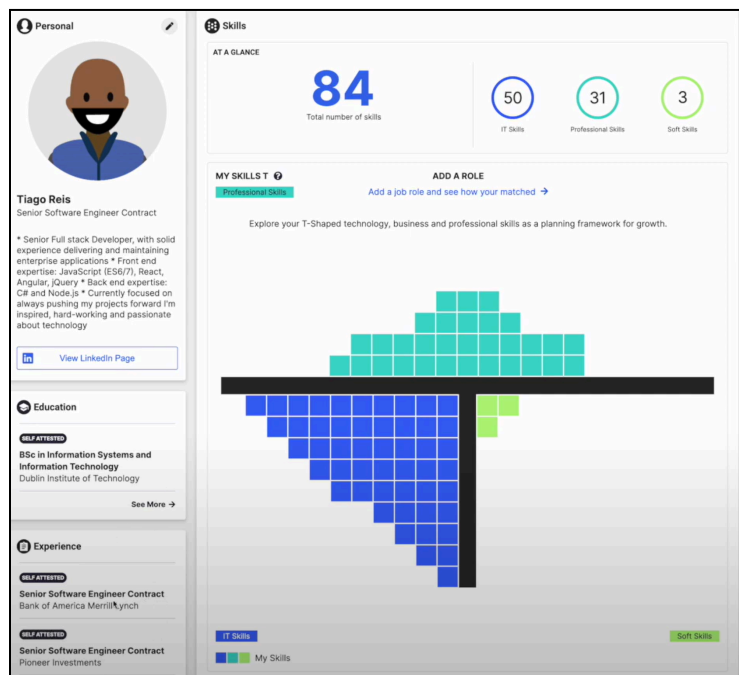 Personal
Tiago Reis
Senior Software Engineer Contract
* Senior Full stack Developer, with solid
experience delivering and maintaining
enterprise applications * Front end
expertise: JavaScript (ES6/7), React,
Angular, jQuery * Back end expertise:
C# and Node.js * Currently focused on
always pushing my projects forward I'm
inspired, hard-working and passionate
about technology
in View LinkedIn Page
Education
SELF ATTESTED
BSc in Information Systems and
Information Technology
Dublin Institute of Technology
See More →
Experience
SELF ATTESTED
Senior Software Engineer Contract
Bank of America Merrill Lynch
SELF ATTESTED
Senior Software Engineer Contract
Pioneer Investments
Skills
AT A GLANCE
84
Total number of skills
50
IT Skills
31
Professional Skills
3
Soft Skills
MY SKILLS T ?
Professional Skills
ADD A ROLE
Add a job role and see how your matched →
Explore your T-Shaped technology, business and professional skills as a planning framework for growth.
IT Skills
Soft Skills
My Skills